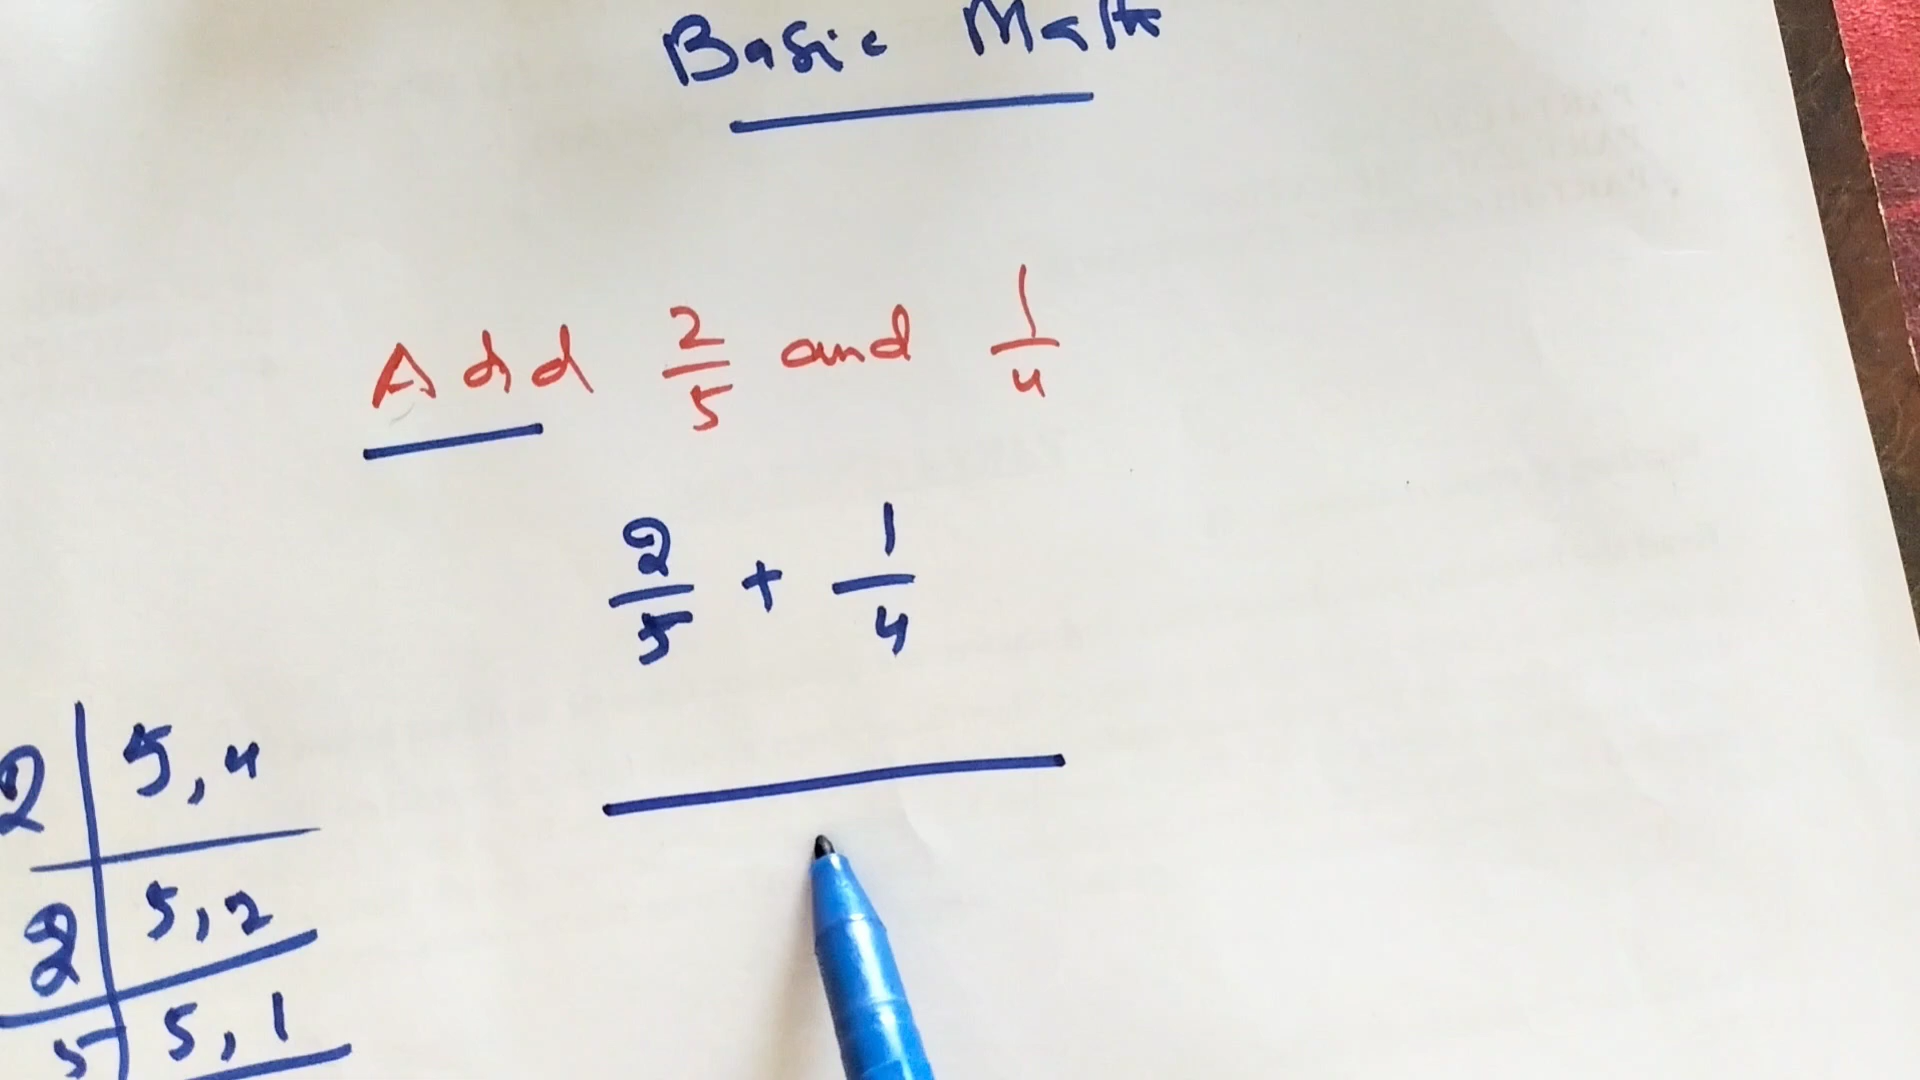 Basic Math
Add 2/5 and 1/4
2/5 + 1/4
2 | 5, 4
2 | 5, 2
5 | 5, 1